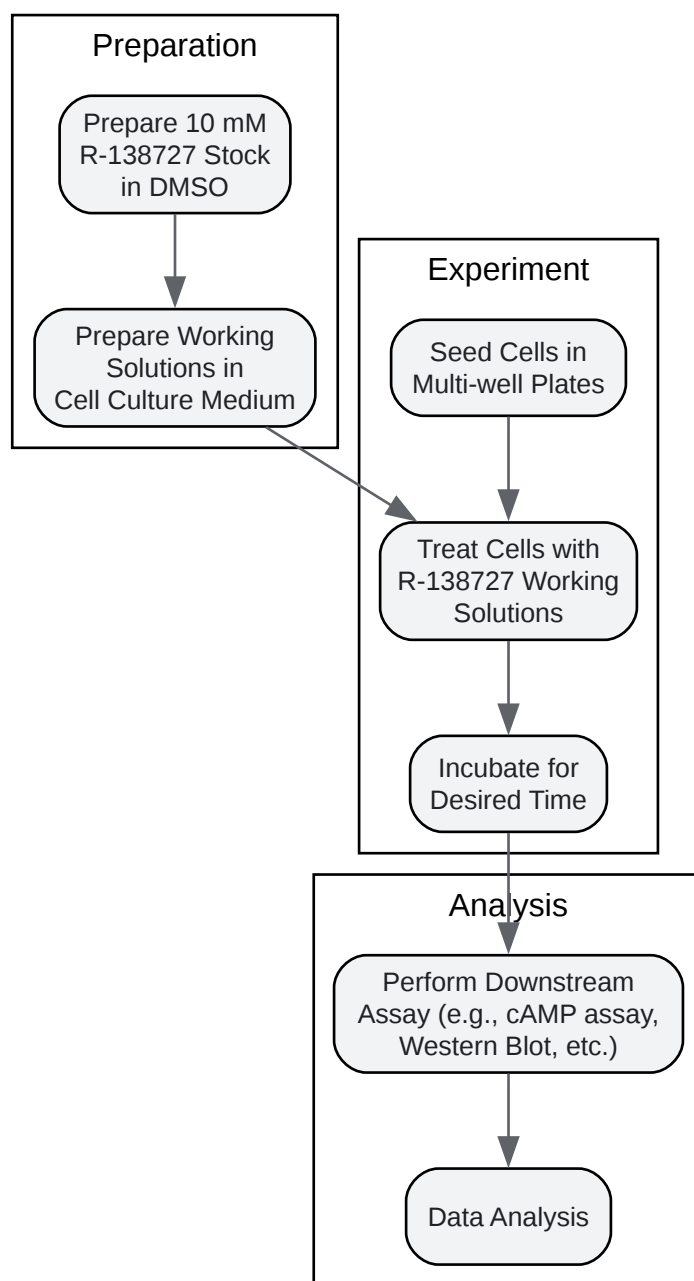 Preparation
Prepare 10 mM
R-138727 Stock
in DMSO
Prepare Working
Solutions in
Cell Culture Medium
Experiment
Seed Cells in
Multi-well Plates
Treat Cells with
R-138727 Working
Solutions
Incubate for
Desired Time
Analysis
Perform Downstream
Assay (e.g., cAMP assay,
Western Blot, etc.)
Data Analysis